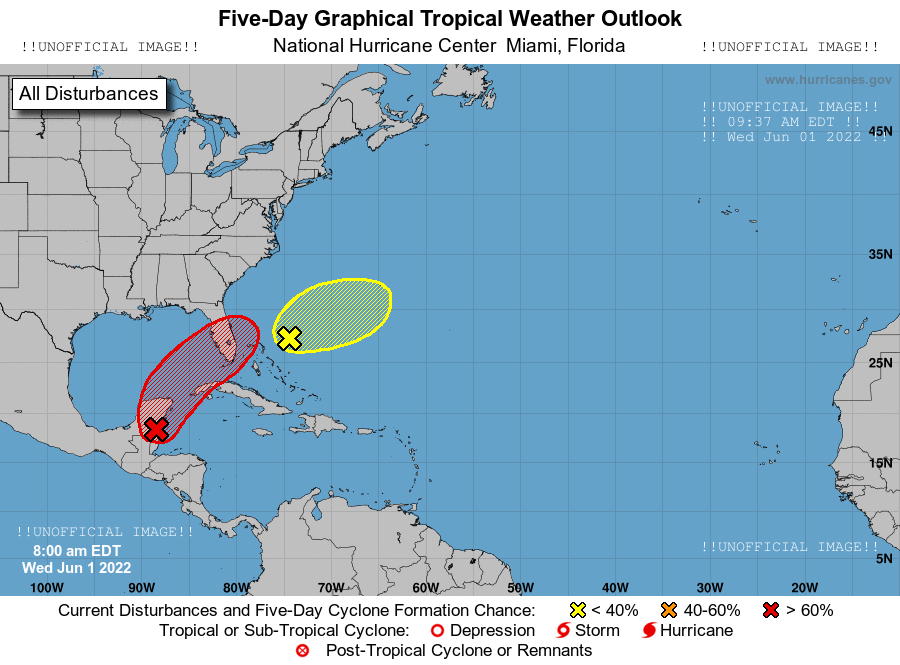 Five-Day Graphical Tropical Weather Outlook
!!UNOFFICIAL IMAGE!! National Hurricane Center Miami, Florida !!UNOFFICIAL IMAGE!!
All Disturbances
www.hurricanes.gov
!!UNOFFICIAL IMAGE!!
!! 09:37 AM EDT !!
!! Wed Jun 01 2022 !!
45N
35N
25N
15N
!!UNOFFICIAL IMAGE!!
8:00 am EDT
Wed Jun 1 2022
!!UNOFFICIAL IMAGE!!
5N
100W 90W 80W 70W 60W 50W 40W 30W 20W
Current Disturbances and Five-Day Cyclone Formation Chance: < 40% 40-60% > 60%
Tropical or Sub-Tropical Cyclone: Depression Storm Hurricane
Post-Tropical Cyclone or Remnants